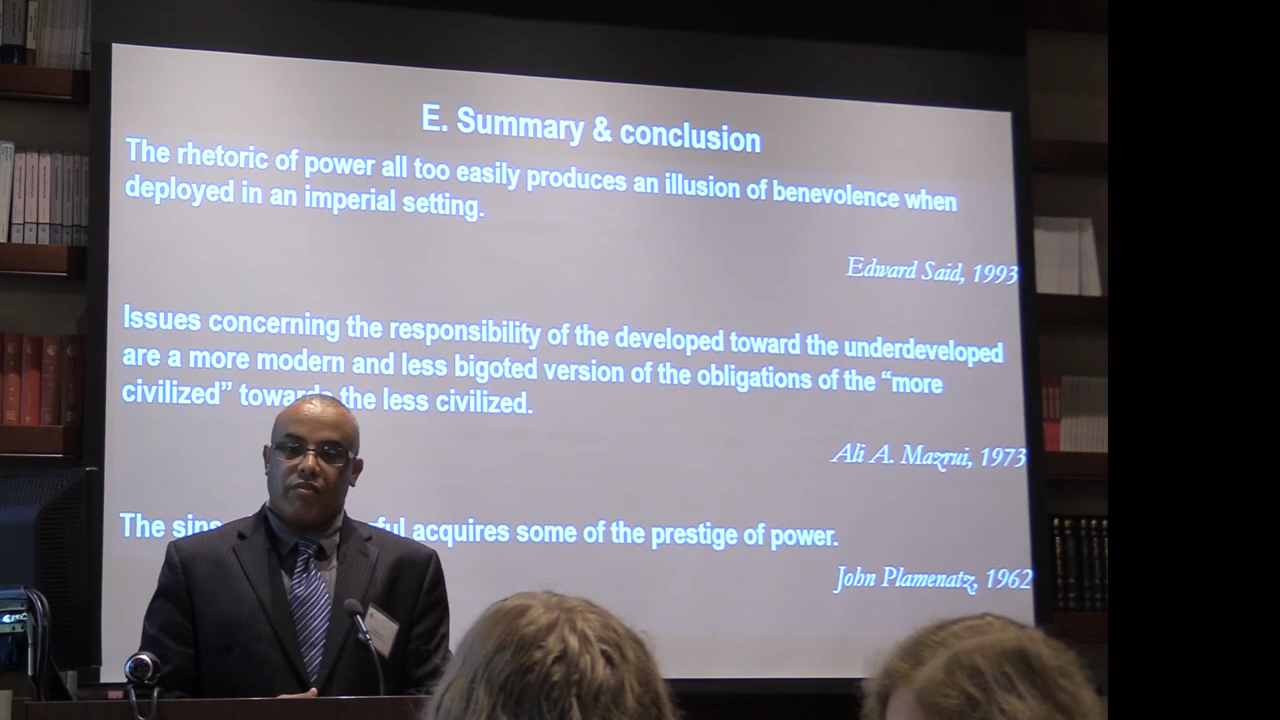 E. Summary & conclusion
The rhetoric of power all too easily produces an illusion of benevolence when
deployed in an imperial setting.
Edward Said, 1993
Issues concerning the responsibility of the developed toward the underdeveloped
are a more modern and less bigoted version of the obligations of the “more
civilized” towards the less civilized.
Ali A. Mazrui, 1973
The sins acquires some of the prestige of power.
John Plamenatz, 1962